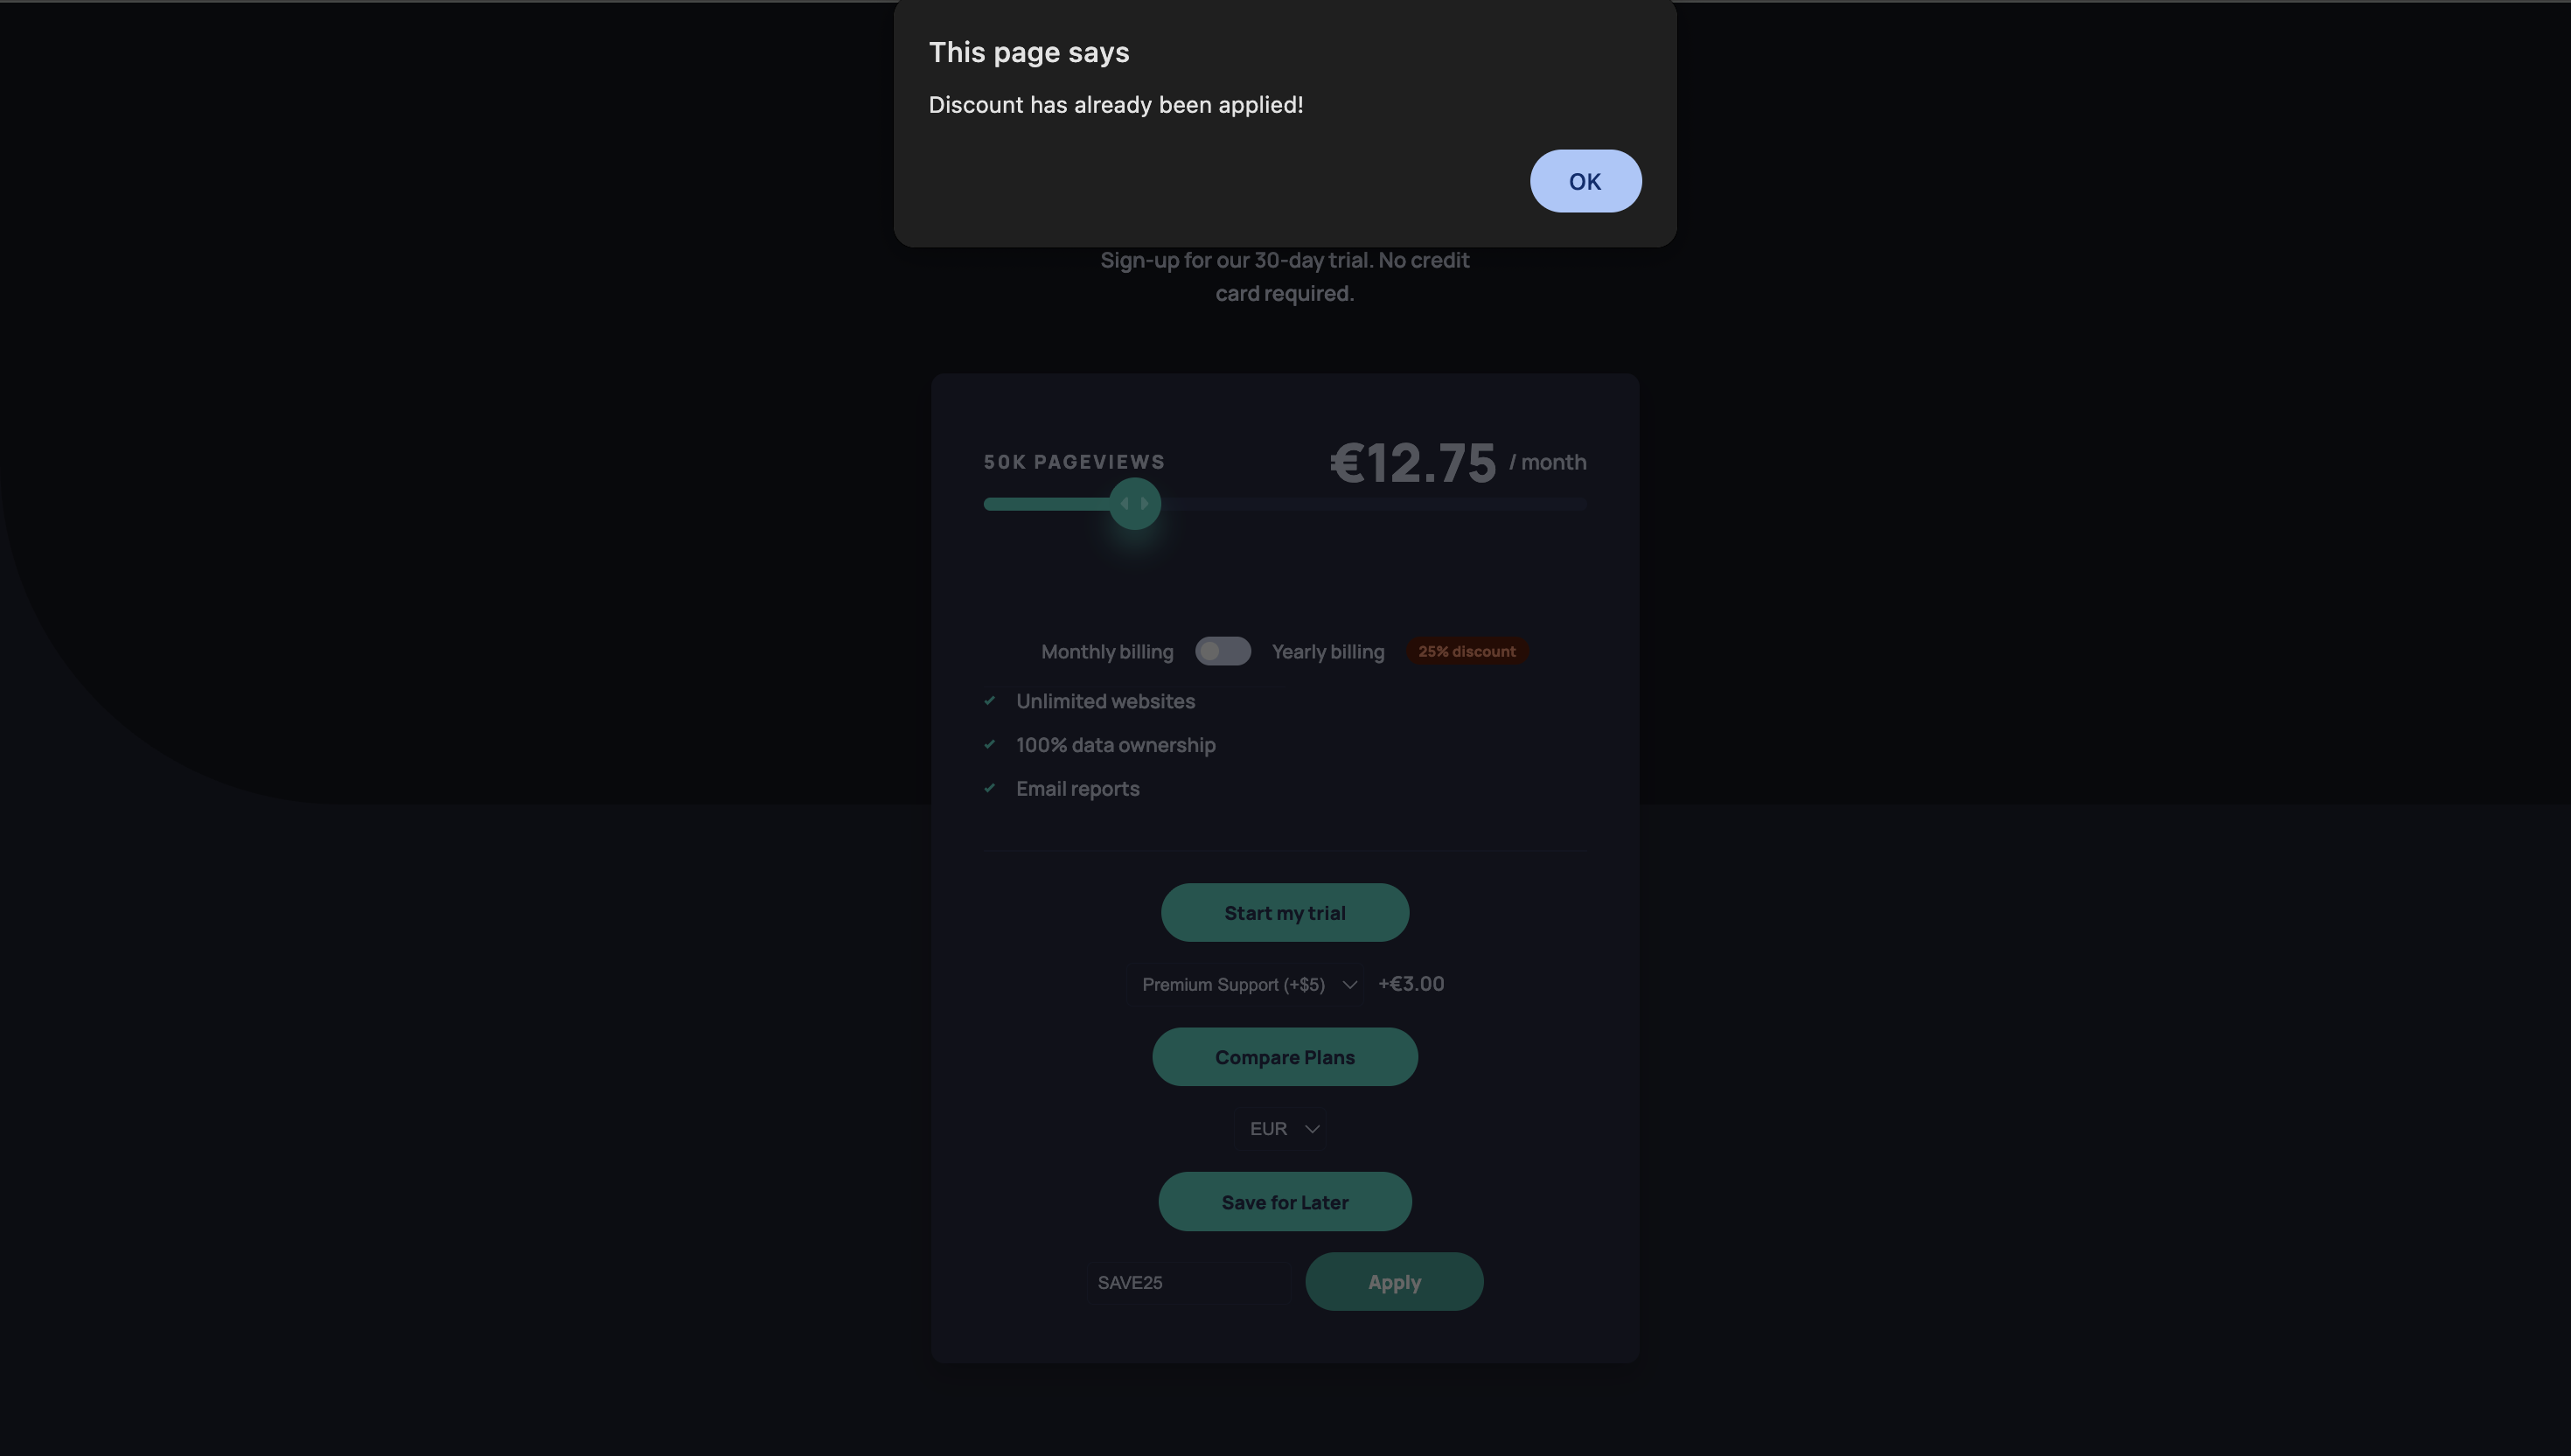 This page says
Discount has already been applied!
OK
Sign-up for our 30-day trial. No credit
card required.
50K PAGEVIEWS
€12.75 / month
Monthly billing Yearly billing 25% discount
Unlimited websites
100% data ownership
Email reports
Start my trial
Premium Support (+$5) +€3.00
Compare Plans
EUR
Save for Later
SAVE25 Apply